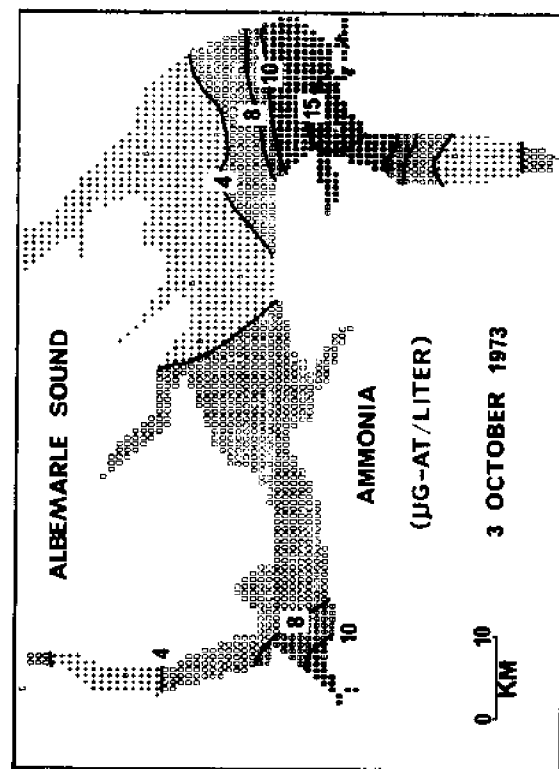 ALBEMARLE SOUND
4
8
10
15
4
8
10
AMMONIA
(µG-AT/LITER)
3 OCTOBER 1973
0 10
KM